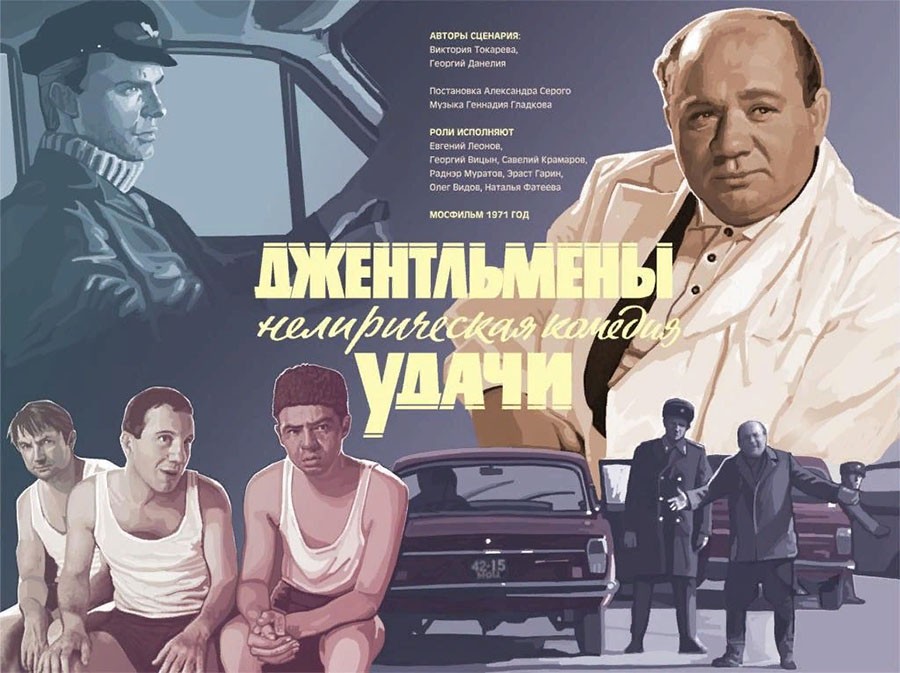 АВТОРЫ СЦЕНАРИЯ:
Виктория Токарева,
Георгий Данелия
Постановка Александра Серого
Музыка Геннадия Гладкова
РОЛИ ИСПОЛНЯЮТ
Евгений Леонов,
Георгий Вицын, Савелий Крамаров,
Раднэр Муратов, Эраст Гарин,
Олег Видов, Наталья Фатеева
МОСФИЛЬМ 1971 ГОД
ДЖЕНТЛЬМЕНЫ
нелирическая комедия
УДАЧИ
42-15